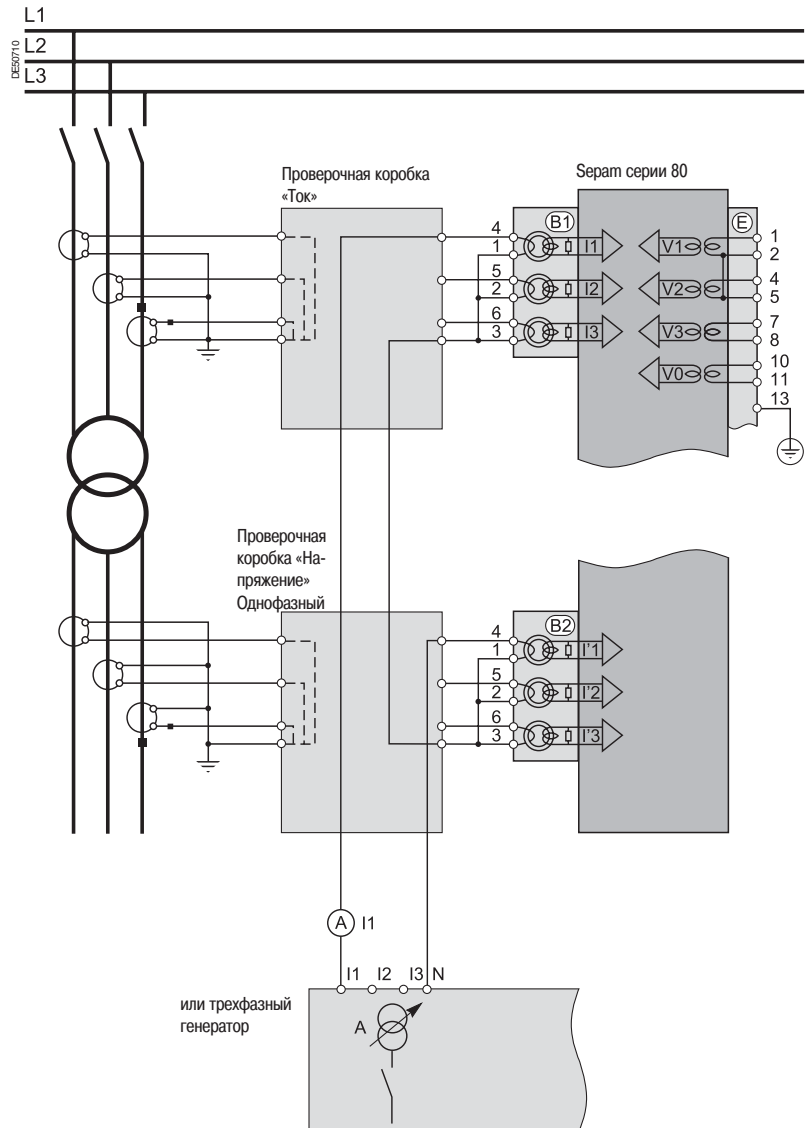 L1
DE50710
L2
L3
Проверочная коробка
«Ток»
Sepam серии 80
4
1
5
2
6
3
B1
I1
I2
I3
V1
V2
V3
V0
E
1
2
4
5
7
8
10
11
13
Проверочная
коробка «На-
пряжение»
Однофазный
4
1
5
2
6
3
B2
I'1
I'2
I'3
A I1
I1 I2 I3 N
или трехфазный
генератор
A